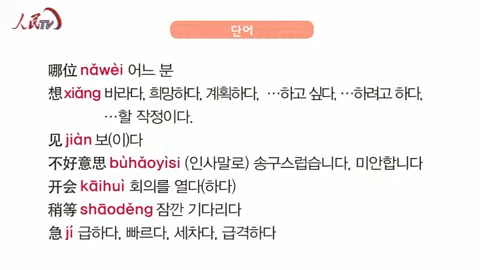 人民TV
단어
哪位 nǎwèi 어느 분
想 xiǎng 바라다, 희망하다, 계획하다, …하고 싶다, …하려고 하다,
…할 작정이다.
见 jiàn 보(이)다
不好意思 bùhǎoyìsi (인사말로) 송구스럽습니다, 미안합니다
开会 kāihuì 회의를 열다(하다)
稍等 shāoděng 잠깐 기다리다
急 jí 급하다, 빠르다, 세차다, 급격하다